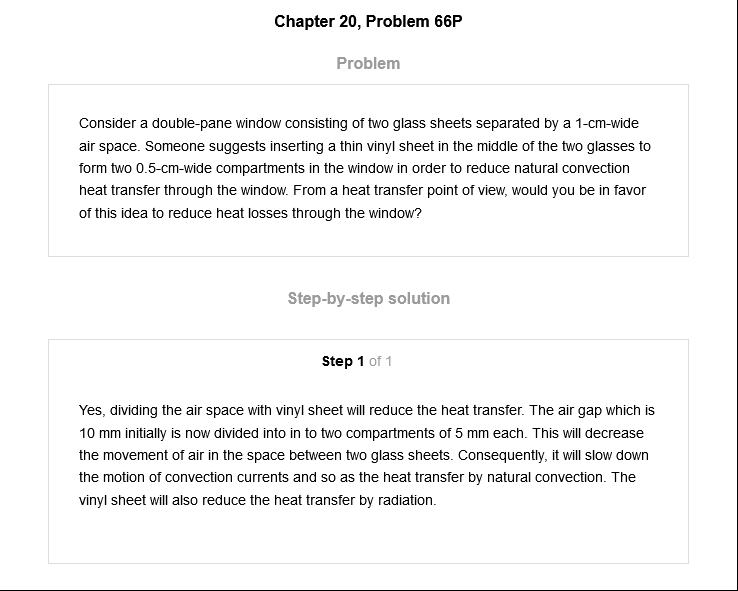 Chapter 20, Problem 66P
Problem
Consider a double-pane window consisting of two glass sheets separated by a 1-cm-wide
air space. Someone suggests inserting a thin vinyl sheet in the middle of the two glasses to
form two 0.5-cm-wide compartments in the window in order to reduce natural convection
heat transfer through the window. From a heat transfer point of view, would you be in favor
of this idea to reduce heat losses through the window?
Step-by-step solution
Step 1 of 1
Yes, dividing the air space with vinyl sheet will reduce the heat transfer. The air gap which is
10 mm initially is now divided into in to two compartments of 5 mm each. This will decrease
the movement of air in the space between two glass sheets. Consequently, it will slow down
the motion of convection currents and so as the heat transfer by natural convection. The
vinyl sheet will also reduce the heat transfer by radiation.